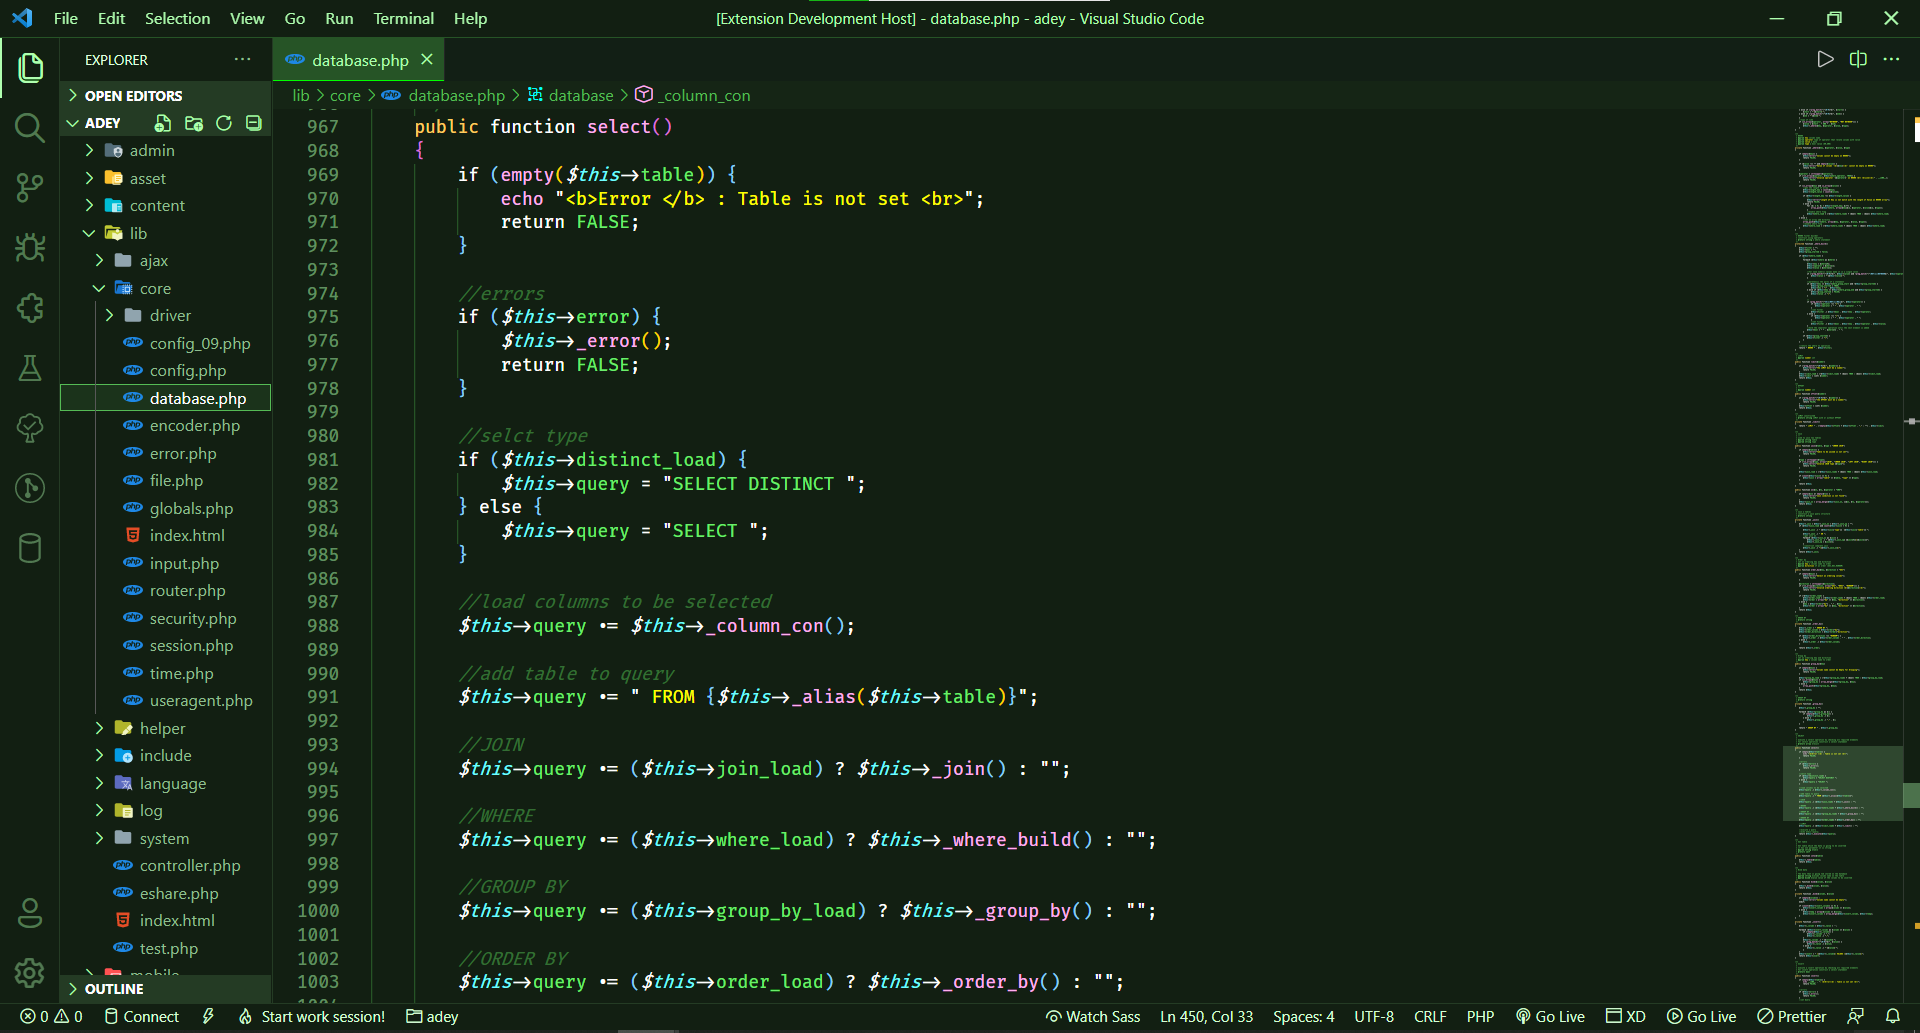 File Edit Selection View Go Run Terminal Help
[Extension Development Host] - database.php - adey - Visual Studio Code
EXPLORER
OPEN EDITORS
ADEY
admin
asset
content
lib
ajax
core
driver
config_09.php
config.php
database.php
encoder.php
error.php
file.php
globals.php
index.html
input.php
router.php
security.php
session.php
time.php
useragent.php
helper
include
language
log
system
controller.php
eshare.php
index.html
test.php
mobile
OUTLINE
database.php
lib > core > database.php > database > _column_con
967 public function select()
968 {
969 if (empty($this->table)) {
970 echo "<b>Error </b> : Table is not set <br>";
971 return FALSE;
972 }
973
974 //errors
975 if ($this->error) {
976 $this->_error();
977 return FALSE;
978 }
979
980 //selct type
981 if ($this->distinct_load) {
982 $this->query = "SELECT DISTINCT ";
983 } else {
984 $this->query = "SELECT ";
985 }
986
987 //load columns to be selected
988 $this->query .= $this->_column_con();
989
990 //add table to query
991 $this->query .= " FROM {$this->_alias($this->table)}";
992
993 //JOIN
994 $this->query .= ($this->join_load) ? $this->_join() : "";
995
996 //WHERE
997 $this->query .= ($this->where_load) ? $this->_where_build() : "";
998
999 //GROUP BY
1000 $this->query .= ($this->group_by_load) ? $this->_group_by() : "";
1001
1002 //ORDER BY
1003 $this->query .= ($this->order_load) ? $this->_order_by() : "";
0 0 Connect Start work session! adey
Watch Sass Ln 450, Col 33 Spaces: 4 UTF-8 CRLF PHP Go Live XD Go Live Prettier